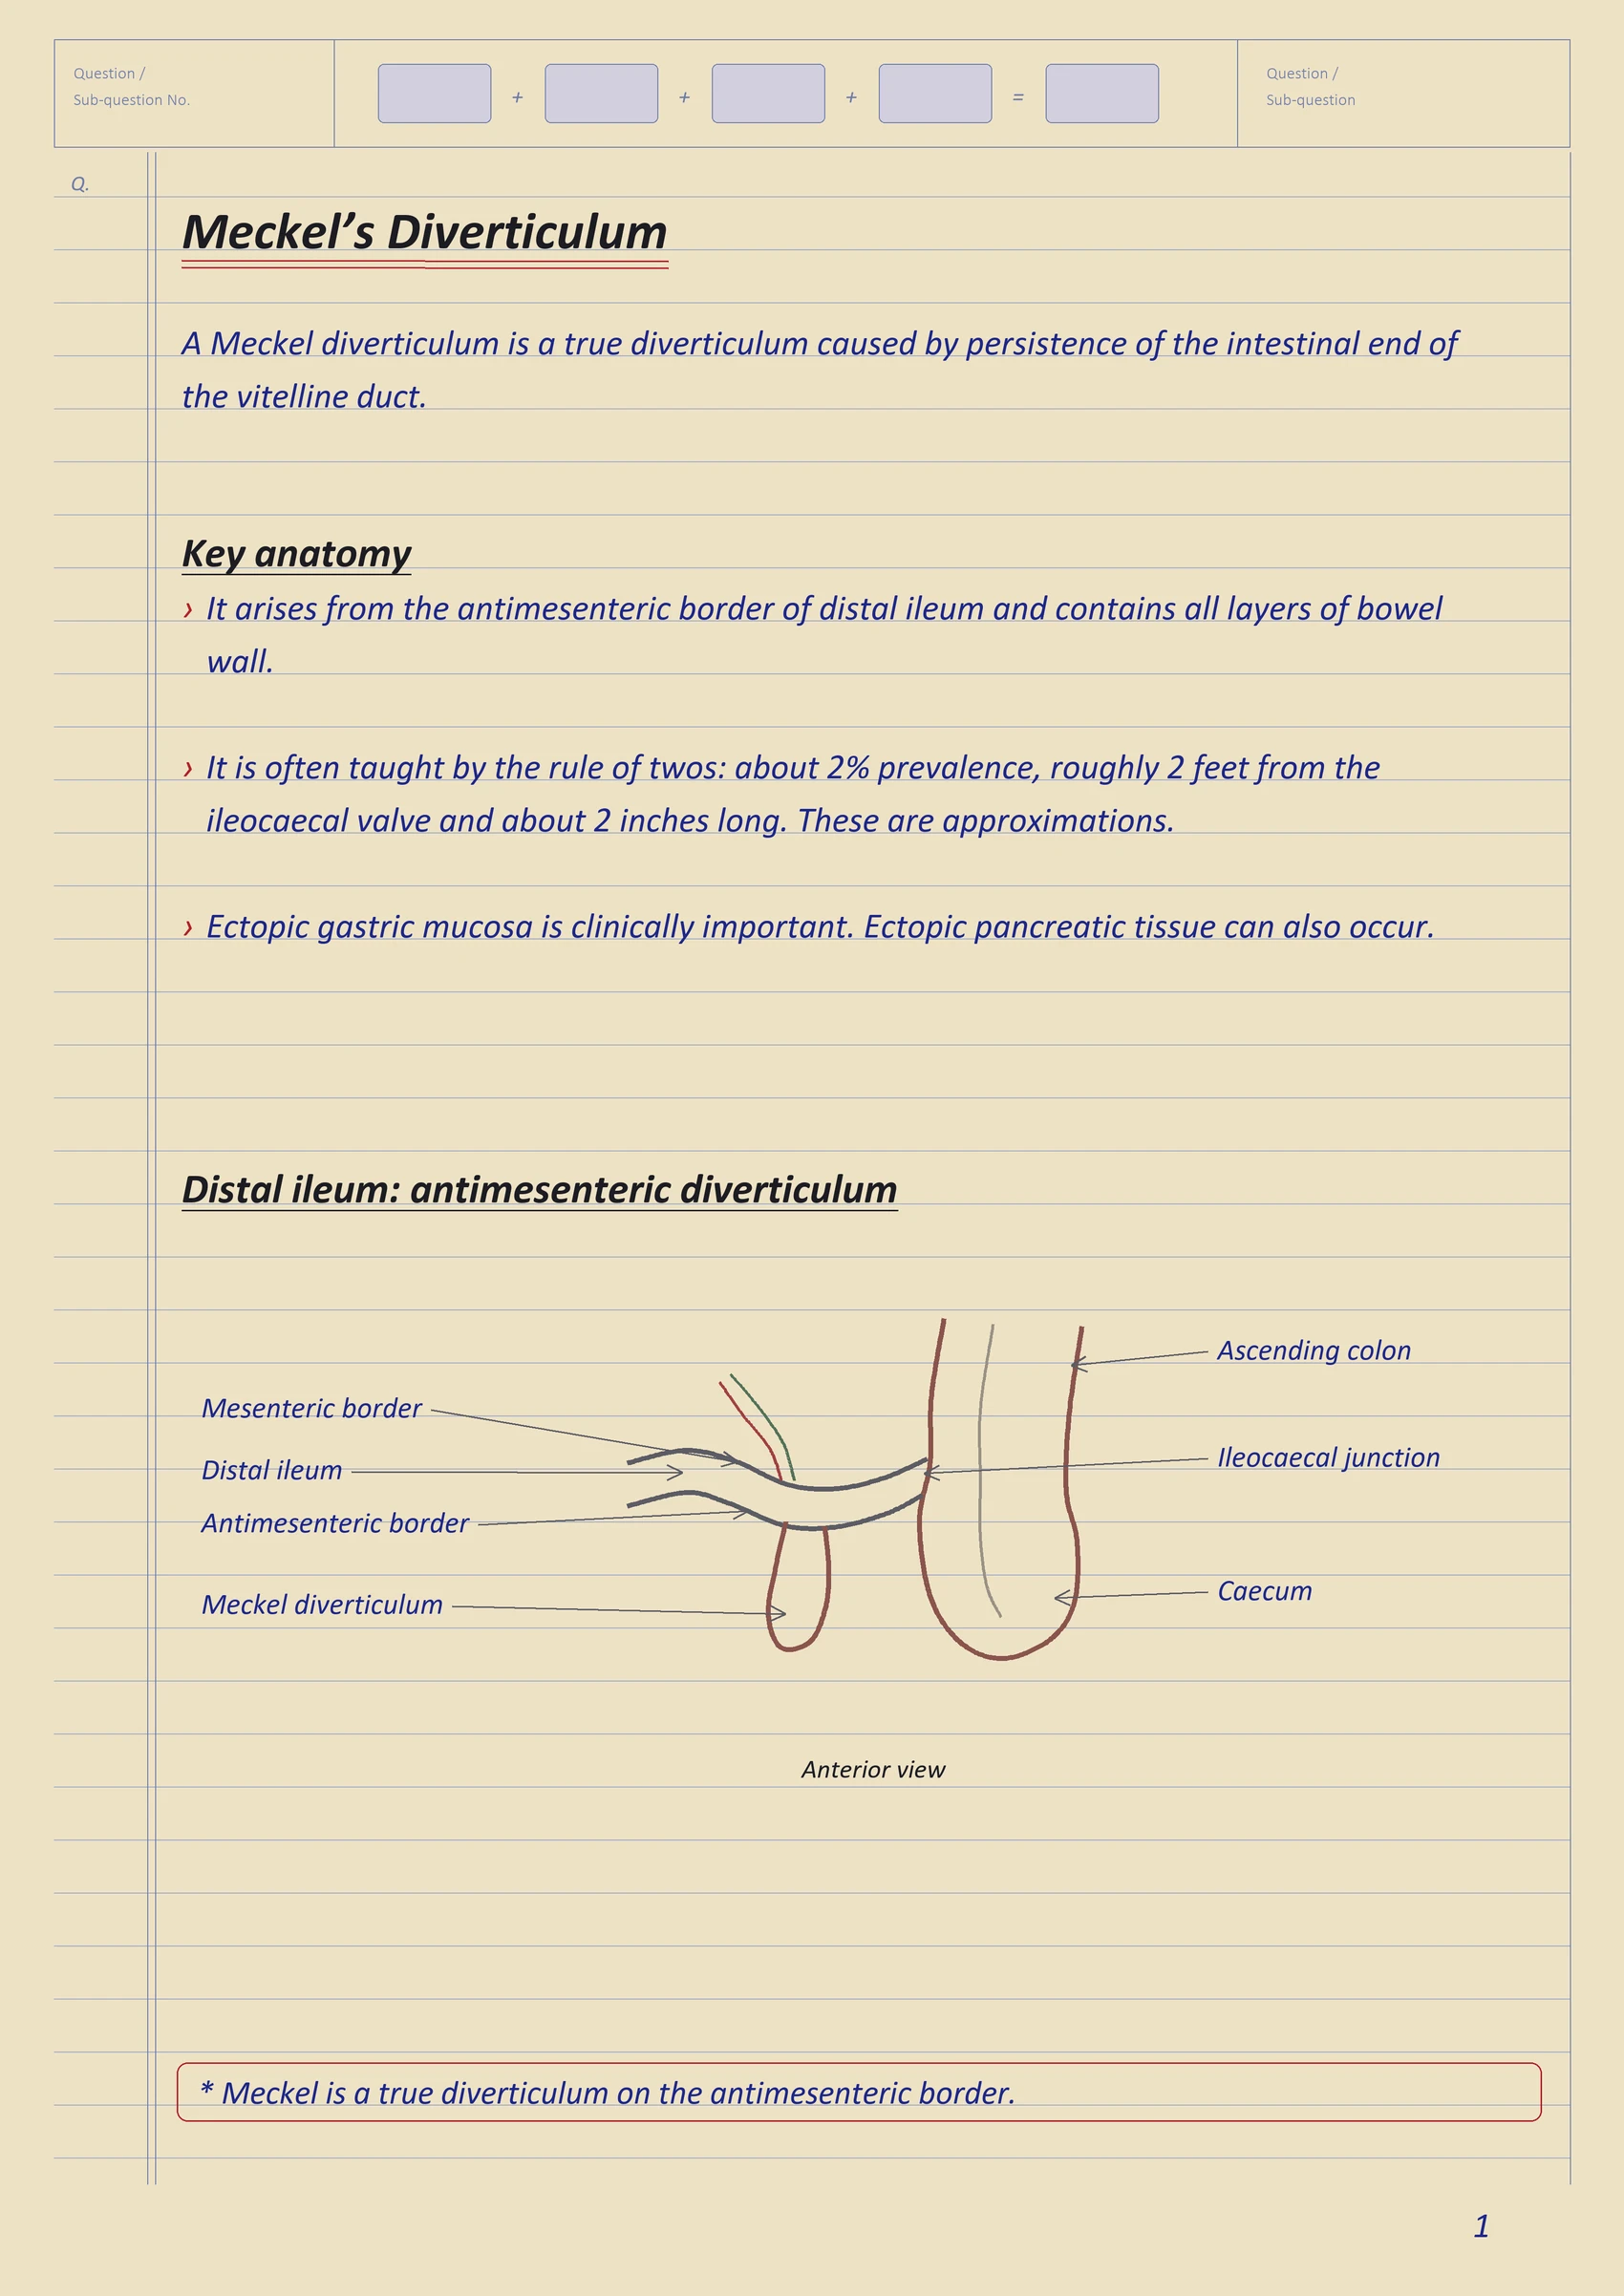 Question /
Sub-question No.
+ + + =
Question /
Sub-question
Q.
Meckel’s Diverticulum
A Meckel diverticulum is a true diverticulum caused by persistence of the intestinal end of
the vitelline duct.
Key anatomy
› It arises from the antimesenteric border of distal ileum and contains all layers of bowel
wall.
› It is often taught by the rule of twos: about 2% prevalence, roughly 2 feet from the
ileocaecal valve and about 2 inches long. These are approximations.
› Ectopic gastric mucosa is clinically important. Ectopic pancreatic tissue can also occur.
Distal ileum: antimesenteric diverticulum
Ascending colon
Mesenteric border
Ileocaecal junction
Distal ileum
Antimesenteric border
Caecum
Meckel diverticulum
Anterior view
* Meckel is a true diverticulum on the antimesenteric border.
1